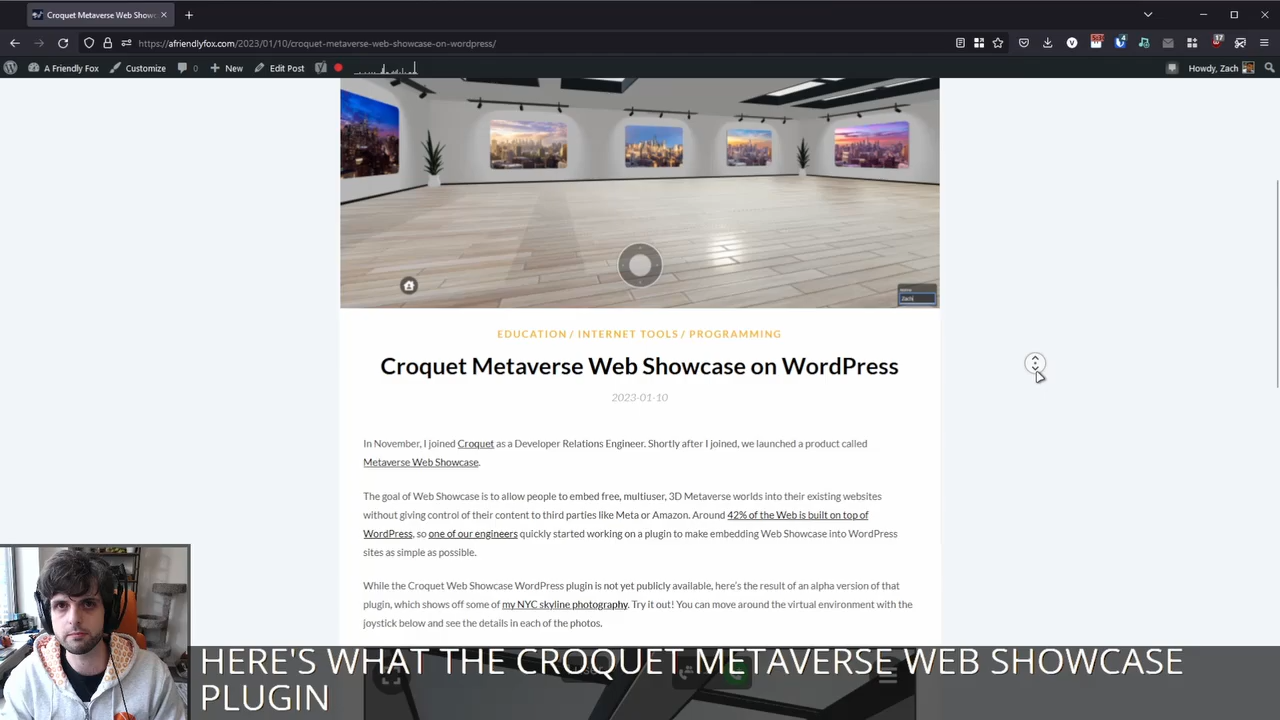 Croquet Metaverse Web Show
https://afriendlyfox.com/2023/01/10/croquet-metaverse-web-showcase-on-wordpress/
A Friendly Fox Customize 0 New Edit Post Howdy, Zach
Zach
EDUCATION / INTERNET TOOLS / PROGRAMMING
Croquet Metaverse Web Showcase on WordPress
2023-01-10
In November, I joined Croquet as a Developer Relations Engineer. Shortly after I joined, we launched a product called
Metaverse Web Showcase.
The goal of Web Showcase is to allow people to embed free, multiuser, 3D Metaverse worlds into their existing websites
without giving control of their content to third parties like Meta or Amazon. Around 42% of the Web is built on top of
WordPress, so one of our engineers quickly started working on a plugin to make embedding Web Showcase into WordPress
sites as simple as possible.
While the Croquet Web Showcase WordPress plugin is not yet publicly available, here's the result of an alpha version of that
plugin, which shows off some of my NYC skyline photography. Try it out! You can move around the virtual environment with the
joystick below and see the details in each of the photos.
HERE'S WHAT THE CROQUET METAVERSE WEB SHOWCASE
PLUGIN